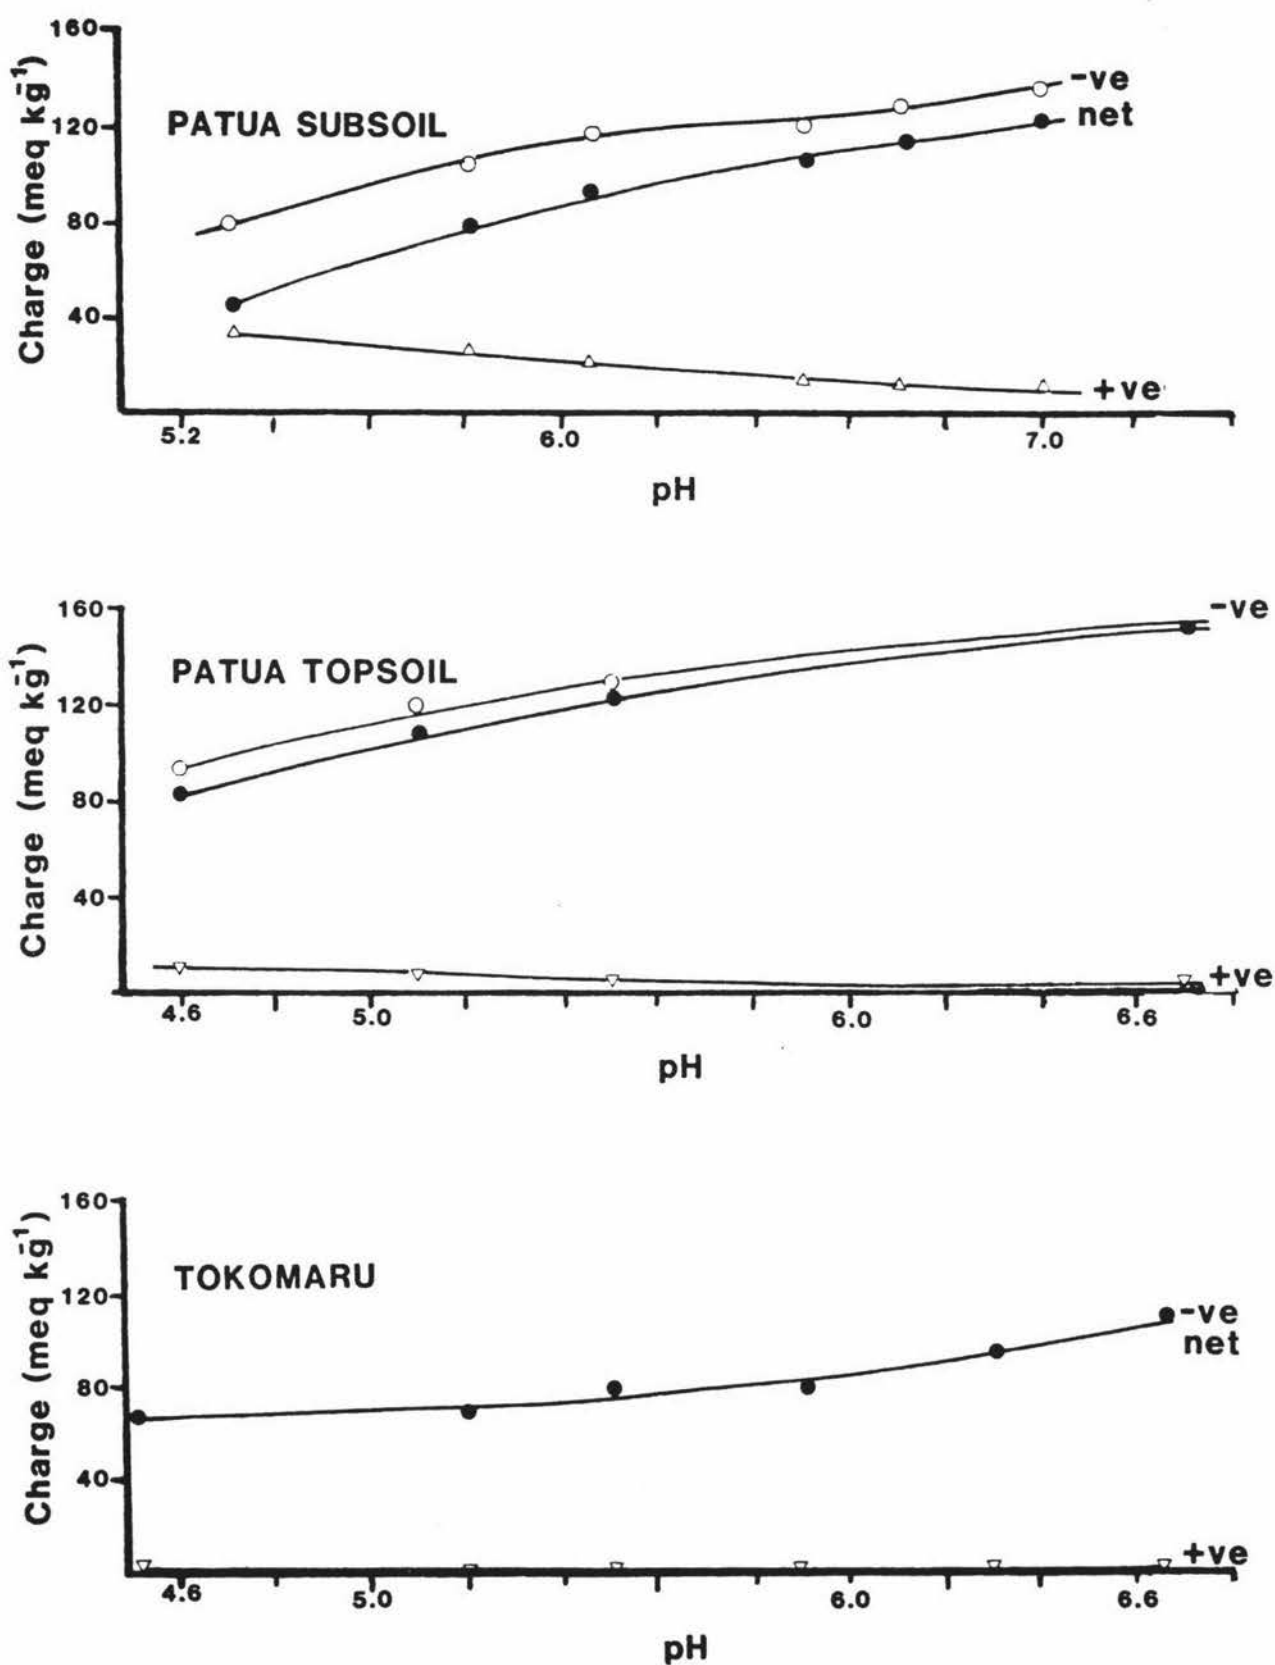 160
-ve
PATUA SUBSOIL
120
net
80
40
+ve
Charge (meq kg⁻¹)
5.2
6.0
7.0
pH
160
-ve
PATUA TOPSOIL
120
80
40
+ve
Charge (meq kg⁻¹)
4.6
5.0
6.0
6.6
pH
160
TOKOMARU
120
-ve
net
80
40
+ve
Charge (meq kg⁻¹)
4.6
5.0
6.0
6.6
pH